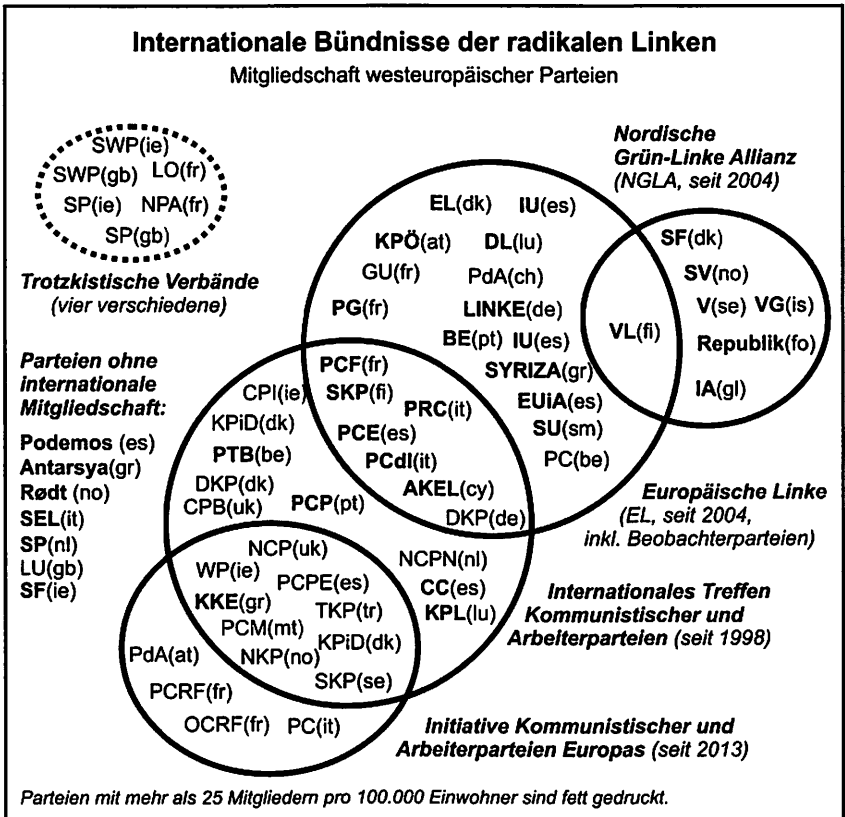 Internationale Bündnisse der radikalen Linken
Mitgliedschaft westeuropäischer Parteien
SWP(ie)
SWP(gb) LO(fr)
SP(ie) NPA(fr)
SP(gb)
Trotzkistische Verbände
(vier verschiedene)
Parteien ohne
internationale
Mitgliedschaft:
Podemos (es)
Antarsya(gr)
Rødt (no)
SEL(it)
SP(nl)
LU(gb)
SF(ie)
Nordische
Grün-Linke Allianz
(NGLA, seit 2004)
SF(dk)
SV(no)
V(se) VG(is)
Republik(fo)
IA(gl)
VL(fi)
EL(dk) IU(es)
KPÖ(at) DL(lu)
GU(fr) PdA(ch)
PG(fr) LINKE(de)
BE(pt) IU(es)
SYRIZA(gr)
EUiA(es)
SU(sm)
PC(be)
PCF(fr)
SKP(fi)
PRC(it)
PCE(es)
PCdI(it)
AKEL(cy)
DKP(de)
Europäische Linke
(EL, seit 2004,
inkl. Beobachterparteien)
CPI(ie)
KPiD(dk)
PTB(be)
DKP(dk)
CPB(uk) PCP(pt)
NCPN(nl)
CC(es)
KPL(lu)
Internationales Treffen
Kommunistischer und
Arbeiterparteien (seit 1998)
NCP(uk)
WP(ie)
PCPE(es)
KKE(gr) TKP(tr)
PCM(mt)
NKP(no) KPiD(dk)
SKP(se)
PdA(at)
PCRF(fr)
OCRF(fr) PC(it)
Initiative Kommunistischer und
Arbeiterparteien Europas (seit 2013)
Parteien mit mehr als 25 Mitgliedern pro 100.000 Einwohner sind fett gedruckt.